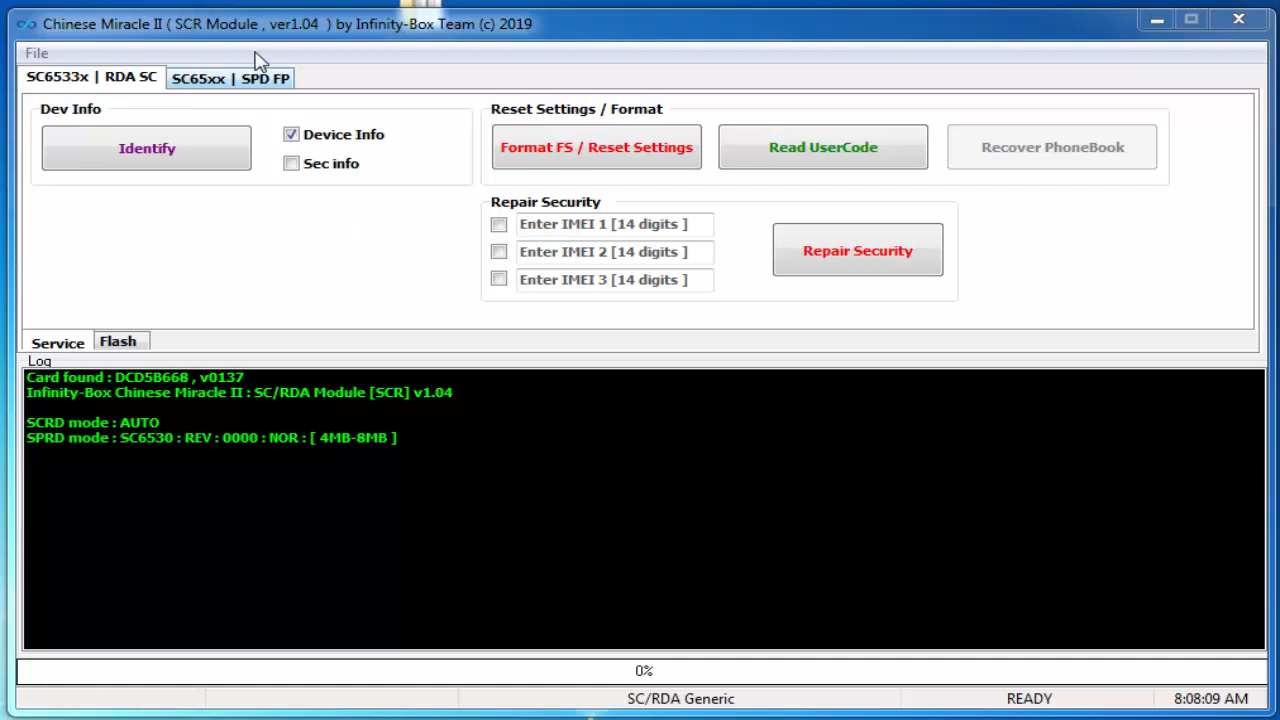 Chinese Miracle II ( SCR Module , ver1.04 ) by Infinity-Box Team (c) 2019
File
SC6533x | RDA SC
SC65xx | SPD FP
Dev Info
Identify
Device Info
Sec info
Reset Settings / Format
Format FS / Reset Settings
Read UserCode
Recover PhoneBook
Repair Security
Enter IMEI 1 [14 digits ]
Enter IMEI 2 [14 digits ]
Enter IMEI 3 [14 digits ]
Repair Security
Service
Flash
Log
Card found : DCD5B668 , v0137
Infinity-Box Chinese Miracle II : SC/RDA Module [SCR] v1.04
SCRD mode : AUTO
SPRD mode : SC6530 : REV : 0000 : NOR : [ 4MB-8MB ]
0%
SC/RDA Generic
READY
8:08:09 AM